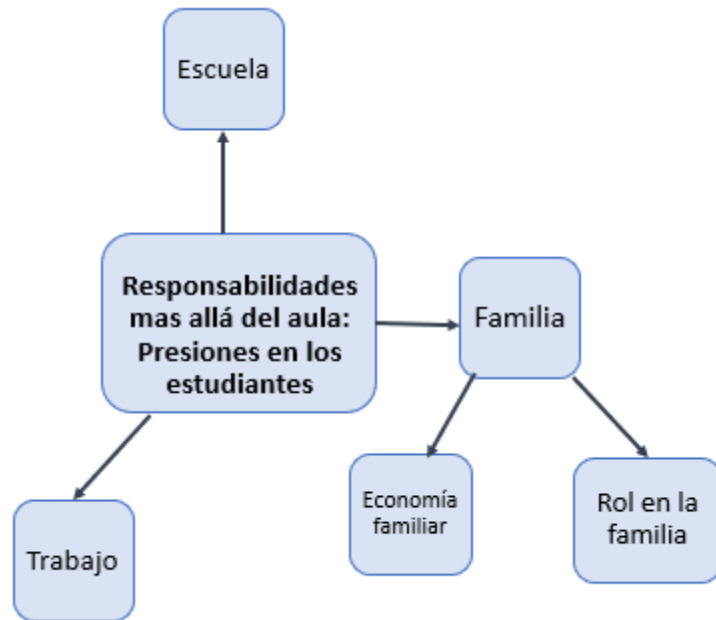 Escuela
Responsabilidades
mas allá del aula:
Presiones en los
estudiantes
Familia
Economía
familiar
Rol en la
familia
Trabajo